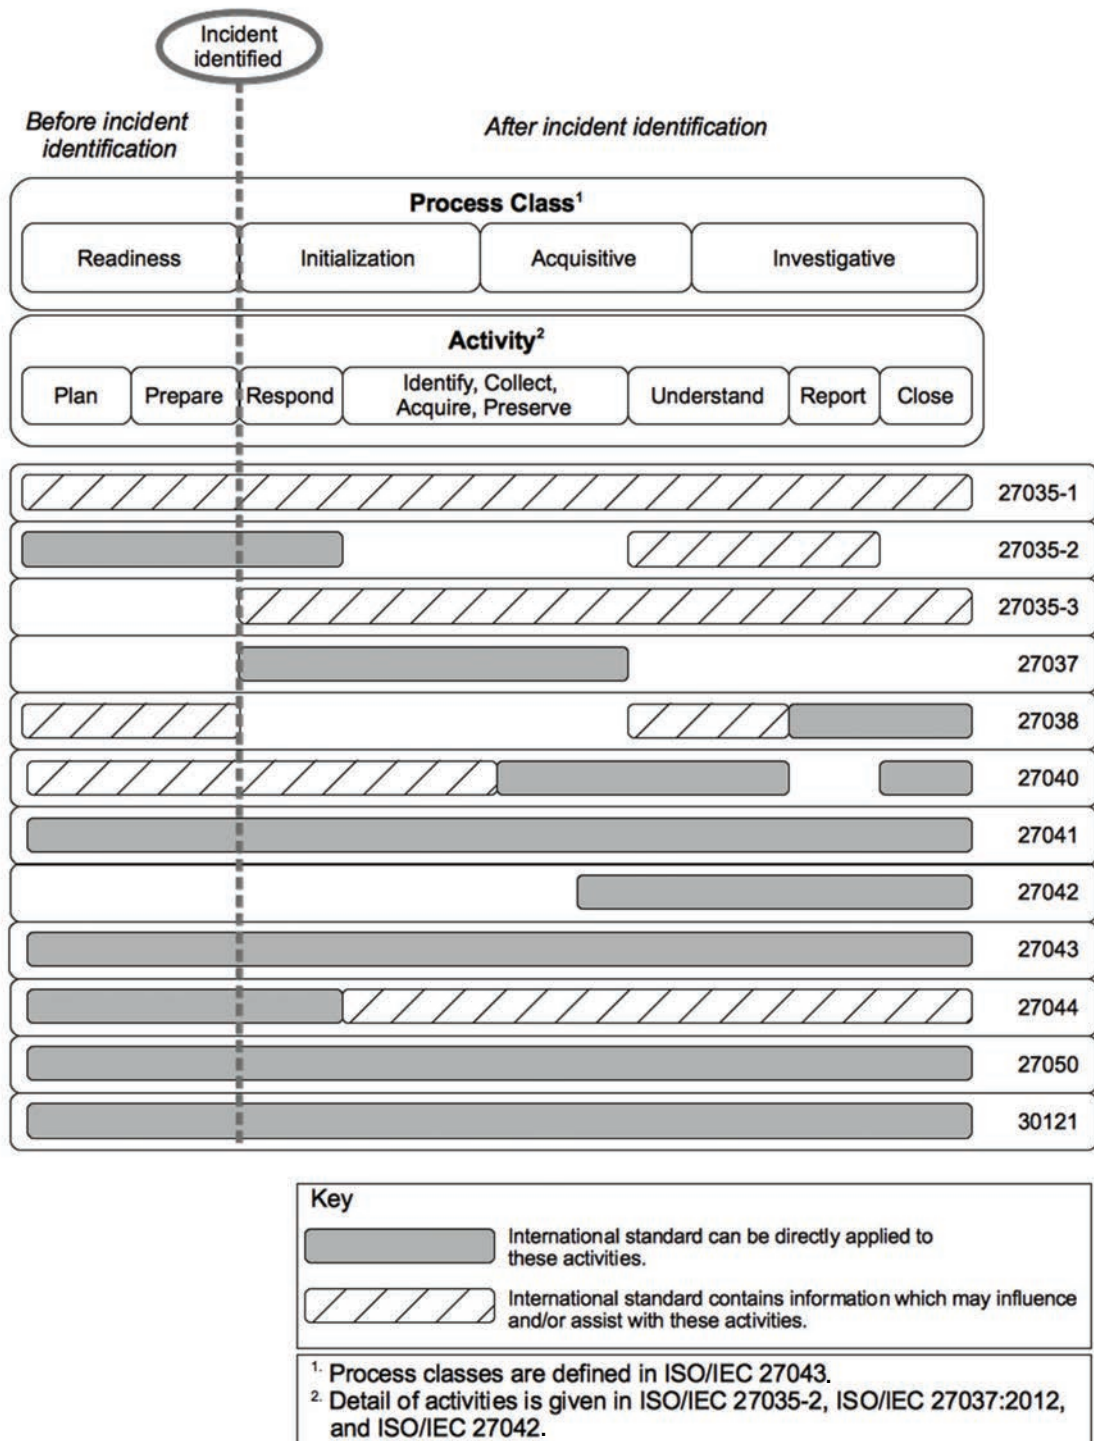 Incident
identified
Before incident
identification
After incident identification
Process Class¹
Readiness
Initialization
Acquisitive
Investigative
Activity²
Plan
Prepare
Respond
Identify, Collect,
Acquire, Preserve
Understand
Report
Close
27035-1
27035-2
27035-3
27037
27038
27040
27041
27042
27043
27044
27050
30121
Key
International standard can be directly applied to
these activities.
International standard contains information which may influence
and/or assist with these activities.
¹· Process classes are defined in ISO/IEC 27043.
²· Detail of activities is given in ISO/IEC 27035-2, ISO/IEC 27037:2012,
and ISO/IEC 27042.